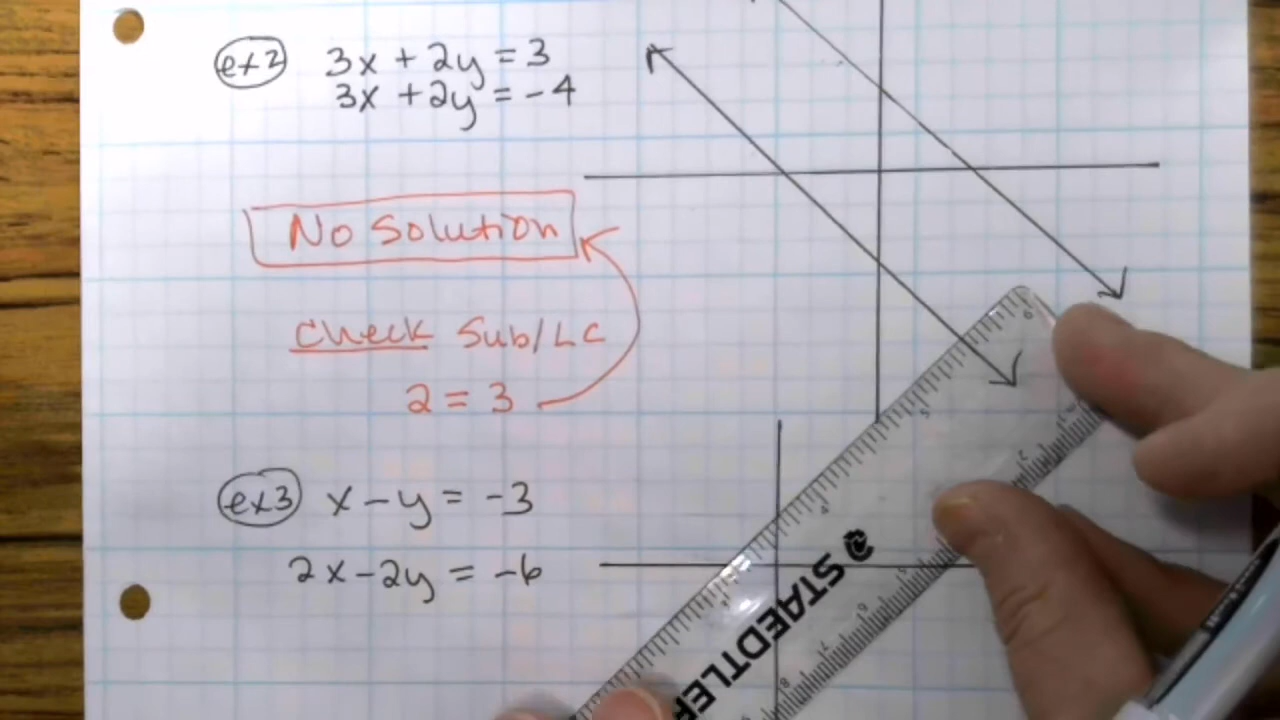 ex2 3x + 2y = 3
3x + 2y = -4
No Solution
Check Sub/LC
2 = 3
ex3 x - y = -3
2x - 2y = -6
STAEDTLER